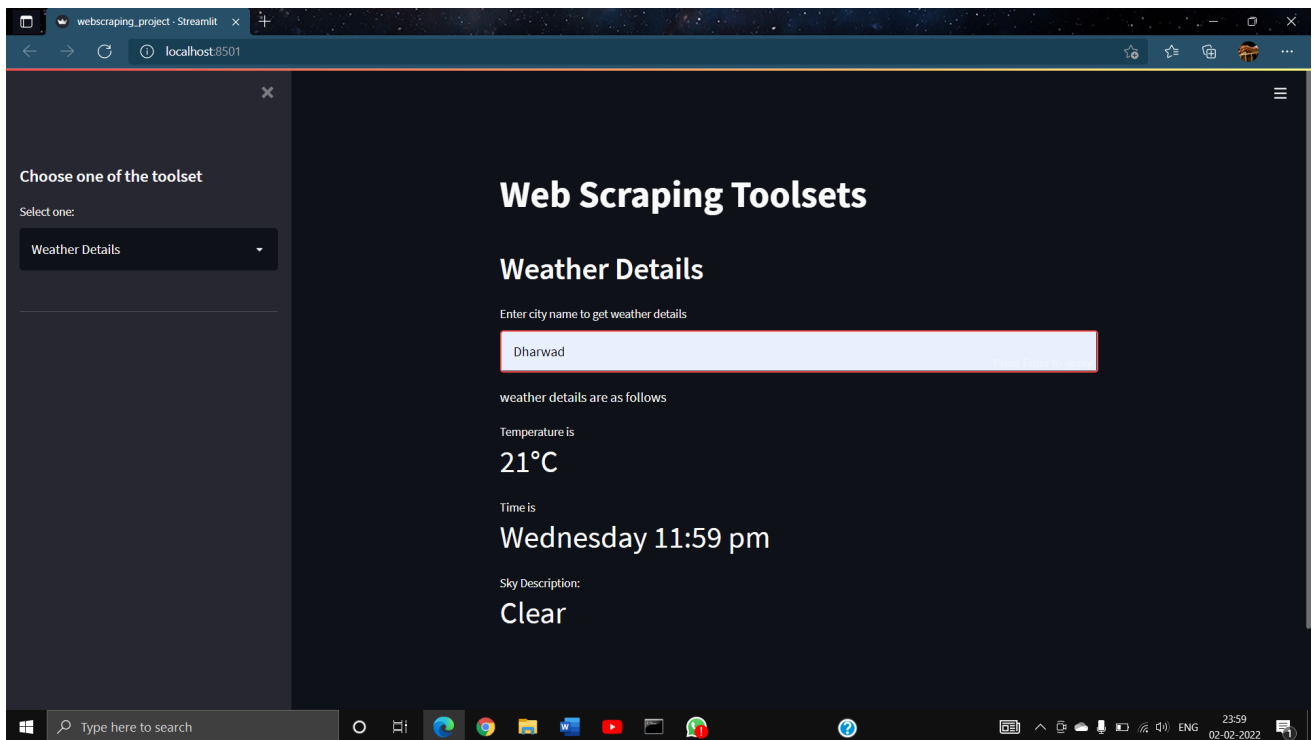 webscraping_project · Streamlit
localhost:8501
Choose one of the toolset
Select one:
Weather Details
Web Scraping Toolsets
Weather Details
Enter city name to get weather details
Dharwad
weather details are as follows
Temperature is
21°C
Time is
Wednesday 11:59 pm
Sky Description:
Clear
Type here to search
ENG
23:59
02-02-2022
1